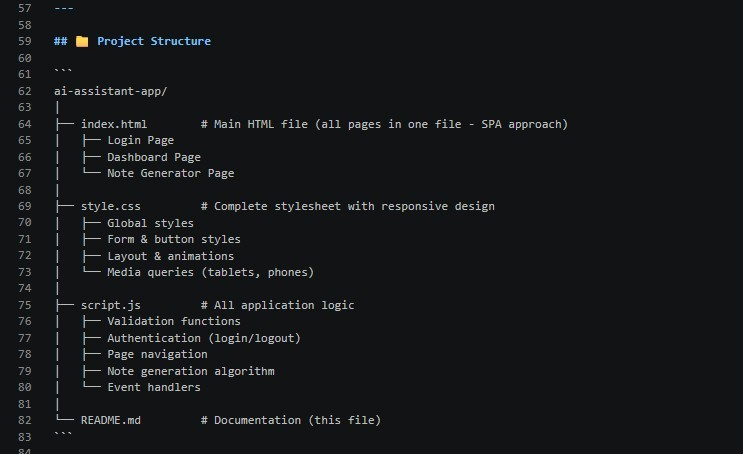 57 ---
58
59 ## 📁 Project Structure
60
61 ```
62 ai-assistant-app/
63 │
64 ├── index.html        # Main HTML file (all pages in one file - SPA approach)
65 │   ├── Login Page
66 │   ├── Dashboard Page
67 │   └── Note Generator Page
68 │
69 ├── style.css         # Complete stylesheet with responsive design
70 │   ├── Global styles
71 │   ├── Form & button styles
72 │   ├── Layout & animations
73 │   └── Media queries (tablets, phones)
74 │
75 ├── script.js         # All application logic
76 │   ├── Validation functions
77 │   ├── Authentication (login/logout)
78 │   ├── Page navigation
79 │   ├── Note generation algorithm
80 │   └── Event handlers
81 │
82 └── README.md         # Documentation (this file)
83 ```
84